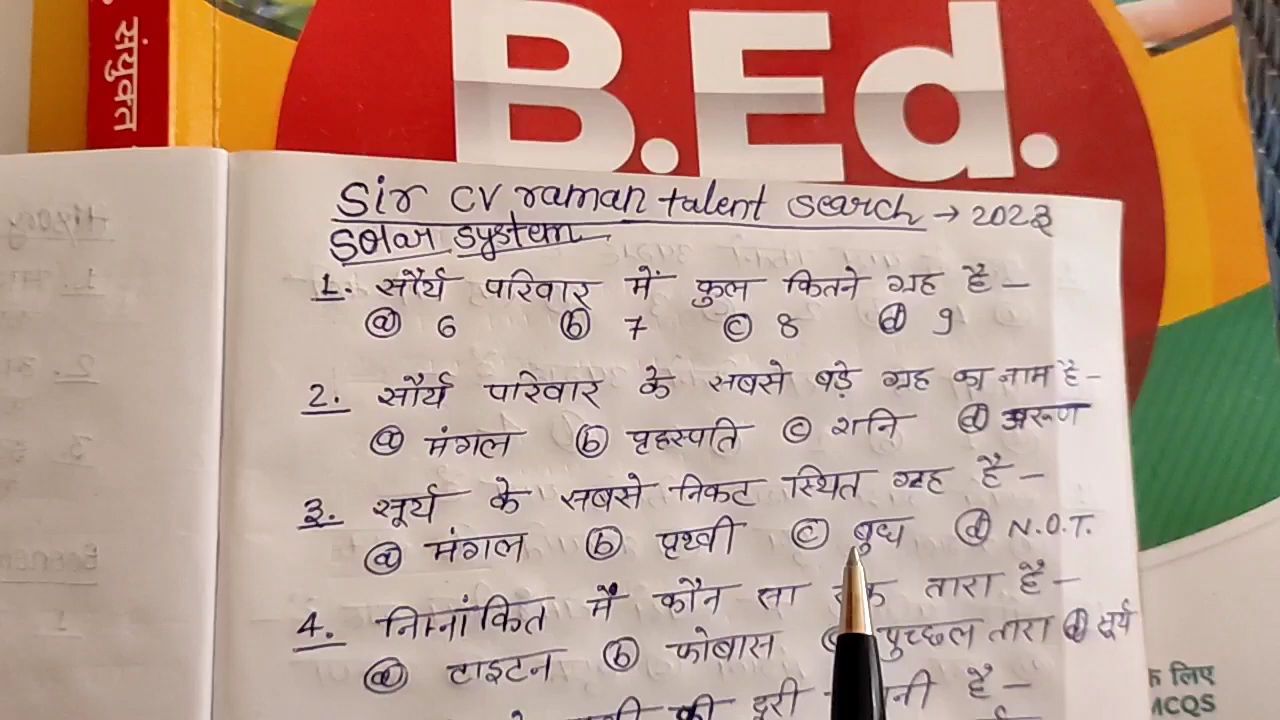 संयुक्त
B.Ed.
Sir CV raman talent search → 2023
Solar system
1. सौर्य परिवार में कुल कितने ग्रह है –
ⓐ 6 ⓑ 7 ⓒ 8 ⓓ 9
2. सौर्य परिवार के सबसे बड़े ग्रह का नाम है –
ⓐ मंगल ⓑ वृहस्पति ⓒ शनि ⓓ अरूण
3. सूर्य के सबसे निकट स्थित ग्रह है –
ⓐ मंगल ⓑ पृथ्वी ⓒ बुध ⓓ N.O.T.
4. निम्नांकित में कौन सा एक तारा है –
ⓐ टाइटन ⓑ फोबास ⓒ पुच्छल तारा ⓓ सूर्य
की दूरी है –
के लिए
MCQS